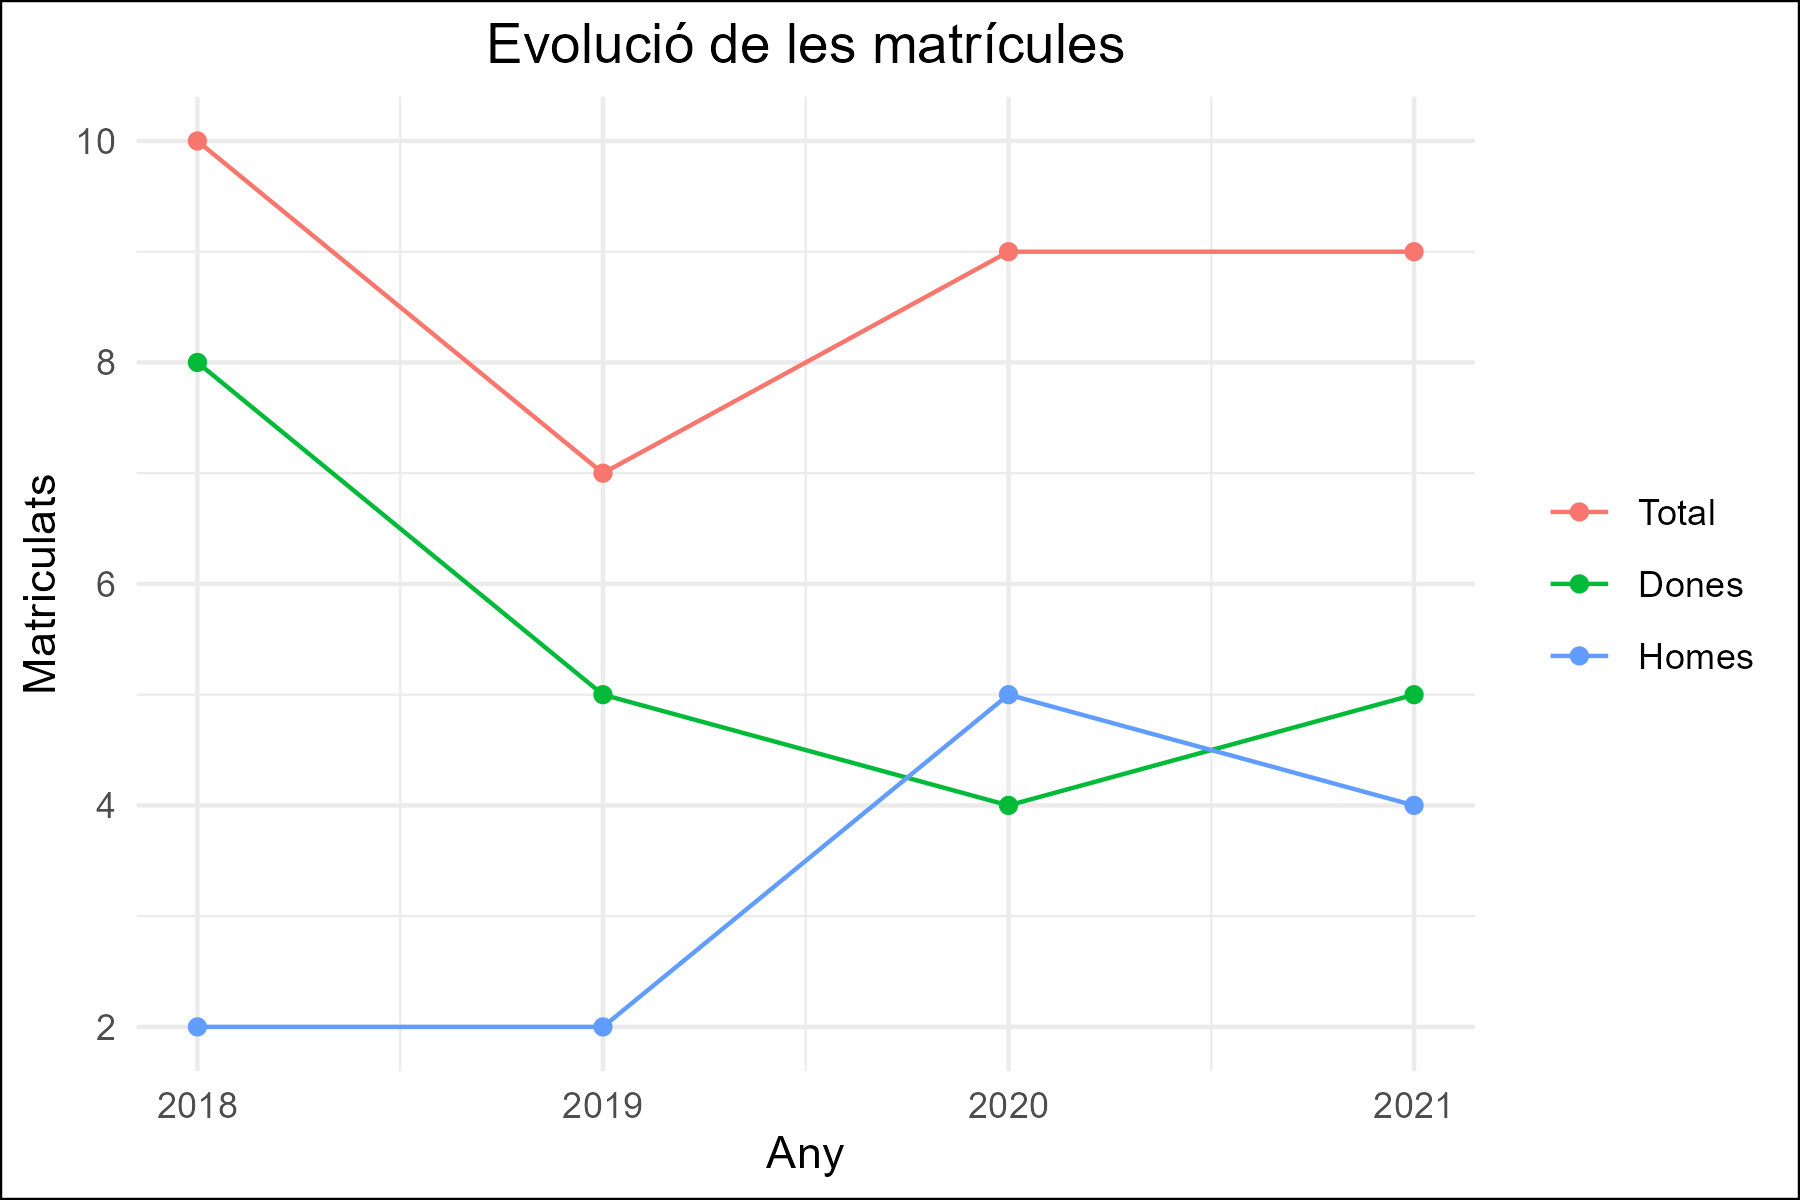 Evolució de les matrícules
10
8
6
4
2
Matriculats
2018 2019 2020 2021
Any
Total
Dones
Homes